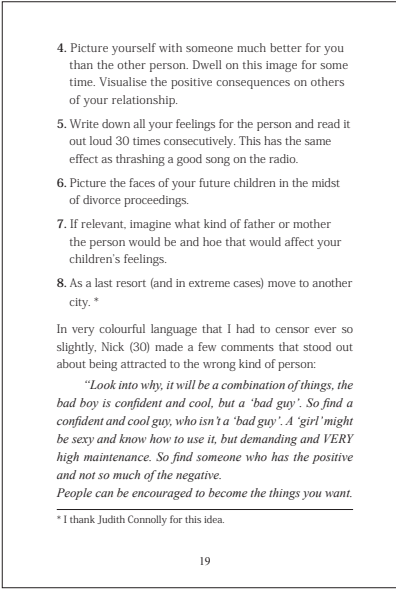 4. Picture yourself with someone much better for you
than the other person. Dwell on this image for some
time. Visualise the positive consequences on others
of your relationship.
5. Write down all your feelings for the person and read it
out loud 30 times consecutively. This has the same
effect as thrashing a good song on the radio.
6. Picture the faces of your future children in the midst
of divorce proceedings.
7. If relevant, imagine what kind of father or mother
the person would be and hoe that would affect your
children's feelings.
8. As a last resort (and in extreme cases) move to another
city. *
In very colourful language that I had to censor ever so
slightly, Nick (30) made a few comments that stood out
about being attracted to the wrong kind of person:
"Look into why, it will be a combination of things, the
bad boy is confident and cool, but a 'bad guy'. So find a
confident and cool guy, who isn't a 'bad guy'. A 'girl' might
be sexy and know how to use it, but demanding and VERY
high maintenance. So find someone who has the positive
and not so much of the negative.
People can be encouraged to become the things you want.
* I thank Judith Connolly for this idea.
19